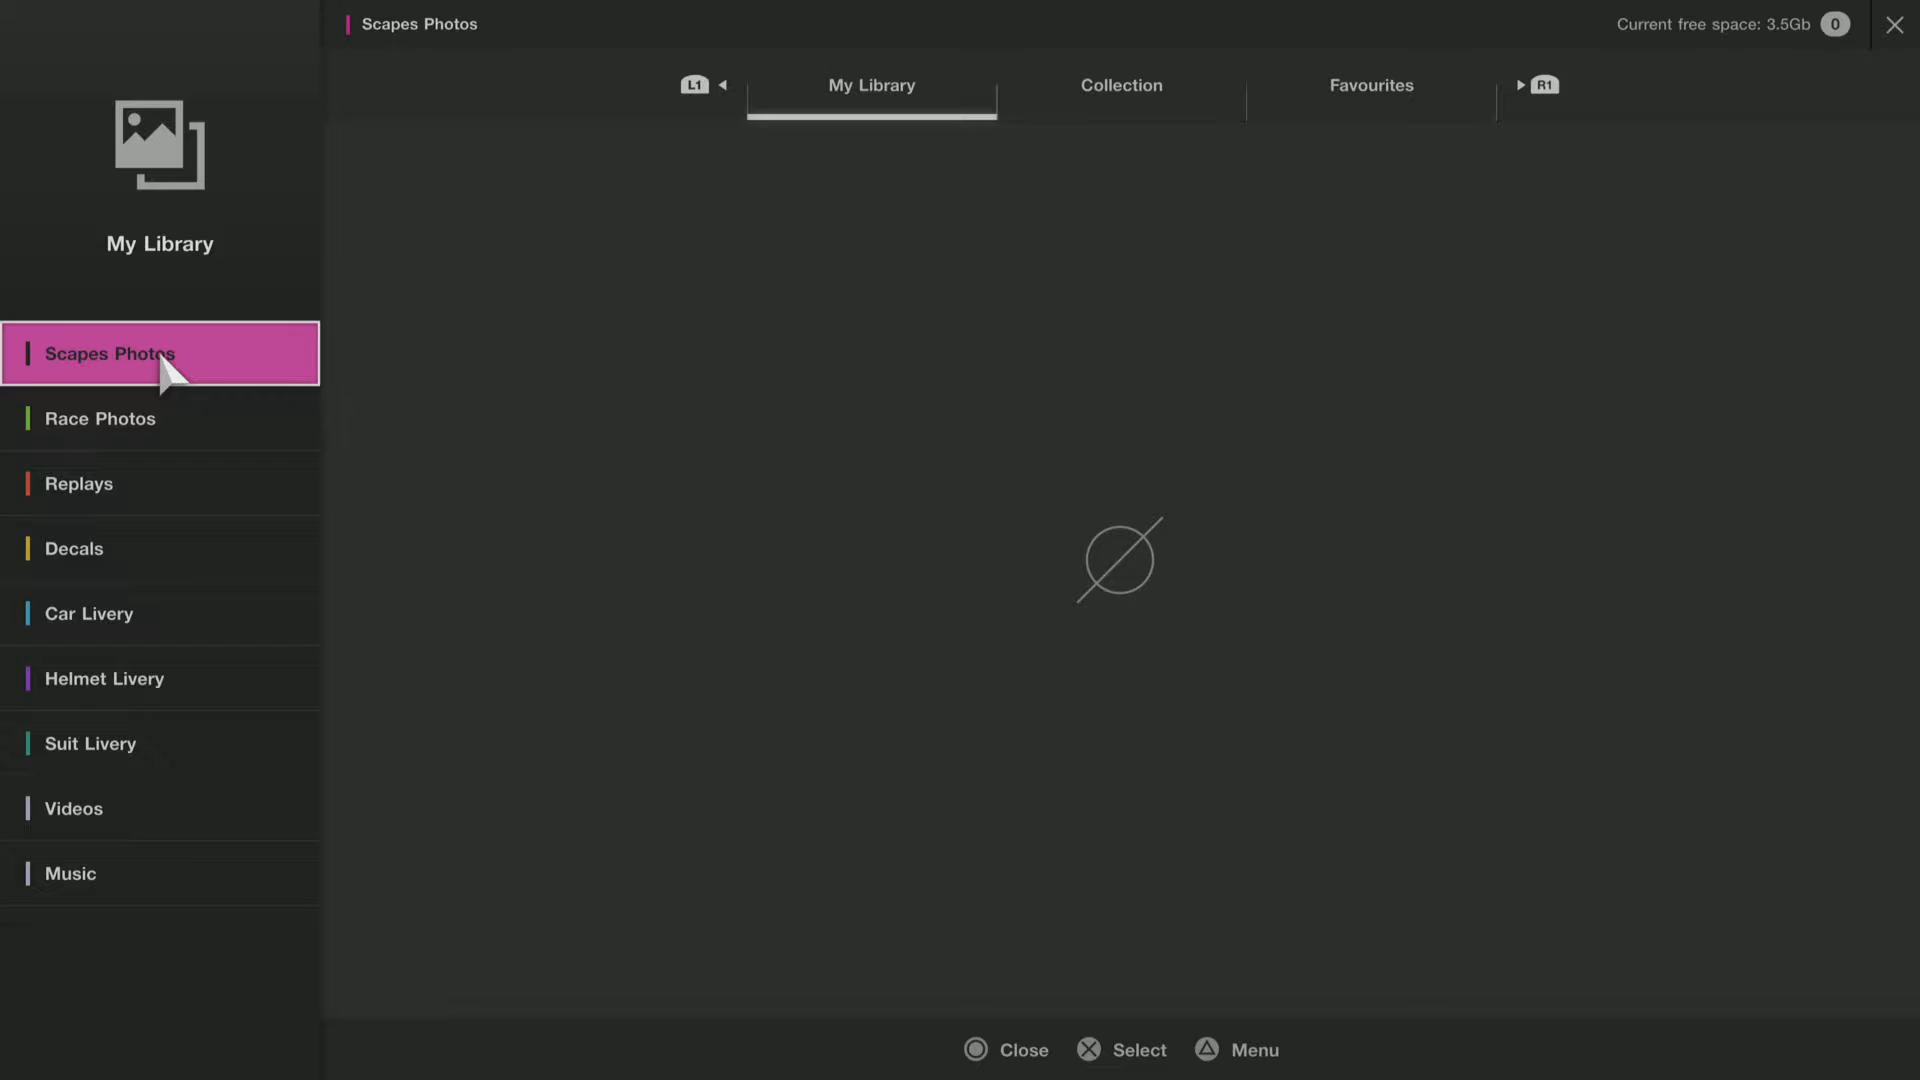 Scapes Photos
Current free space: 3.5Gb 0
L1 My Library Collection Favourites R1
My Library
Scapes Photos
Race Photos
Replays
Decals
Car Livery
Helmet Livery
Suit Livery
Videos
Music
Close Select Menu